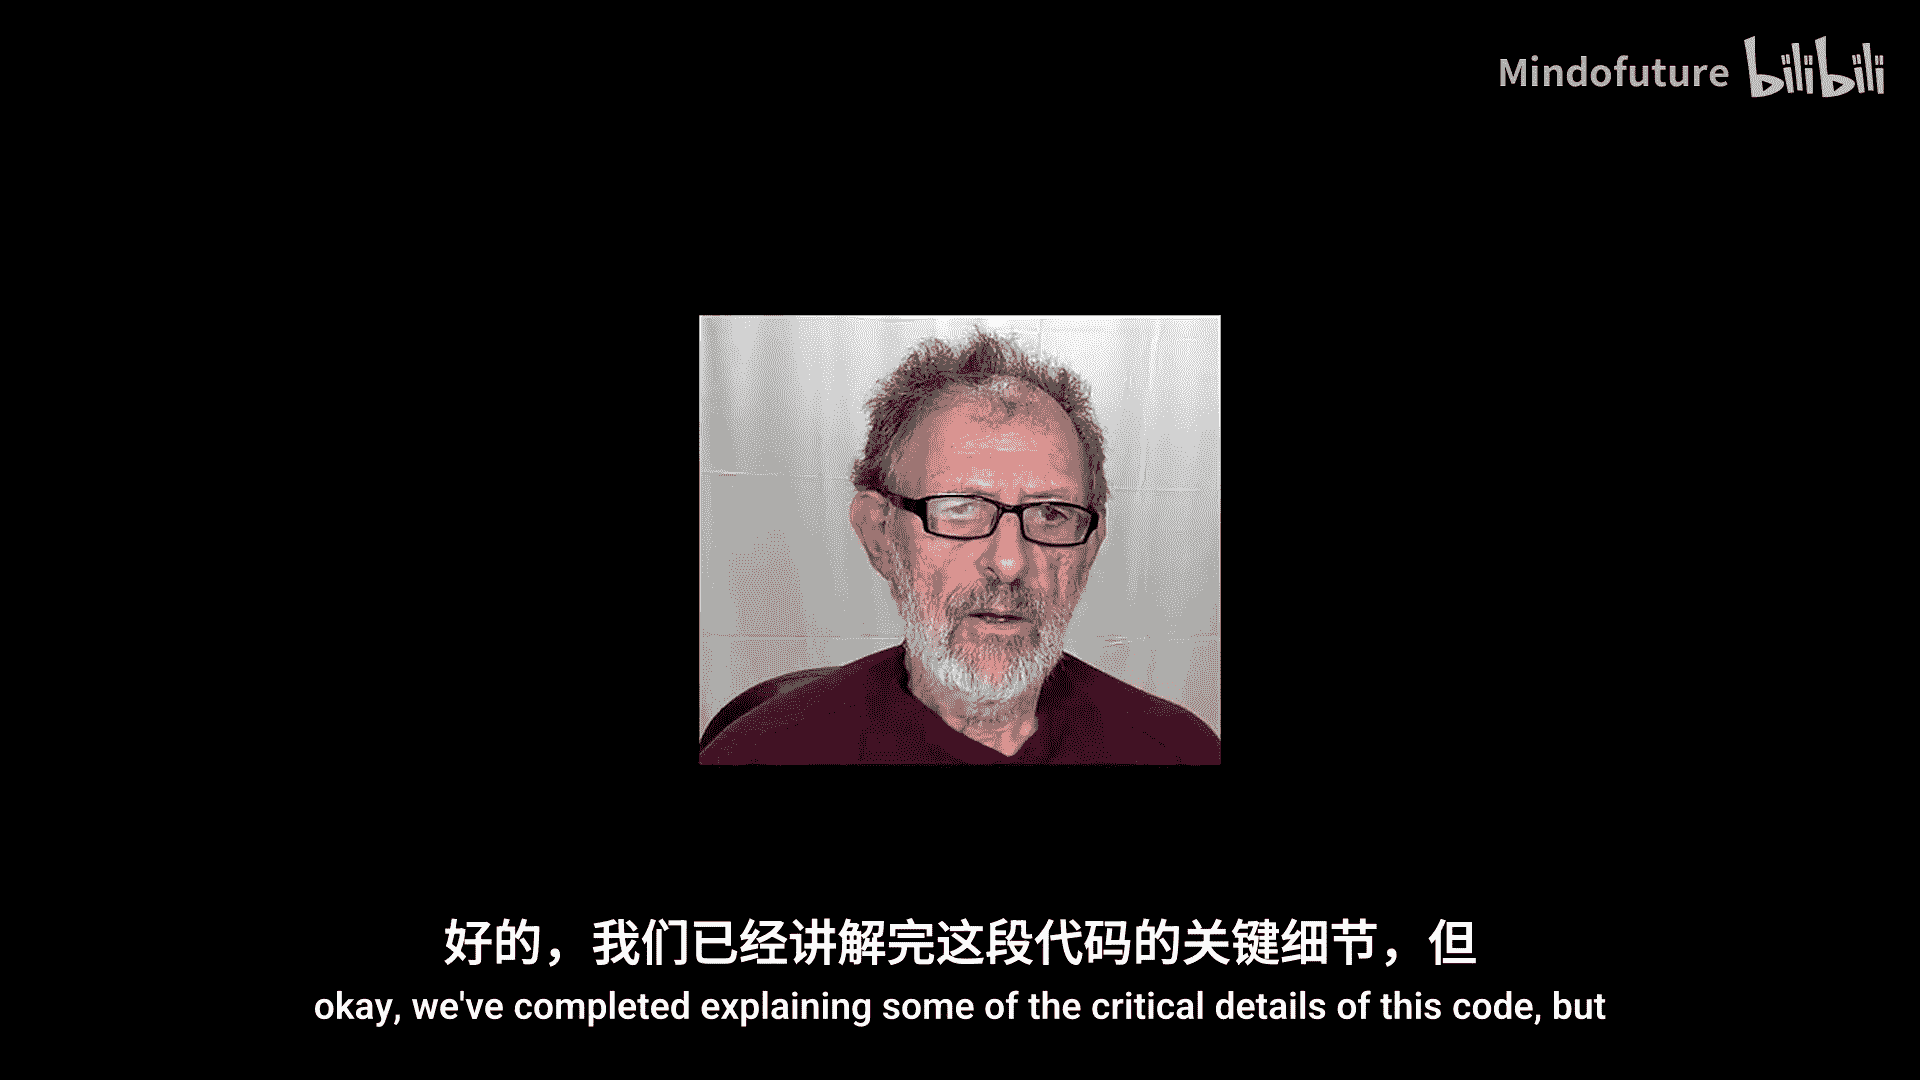 Mindofuture bilibili
好的，我们已经讲解完这段代码的关键细节，但
okay, we've completed explaining some of the critical details of this code, but